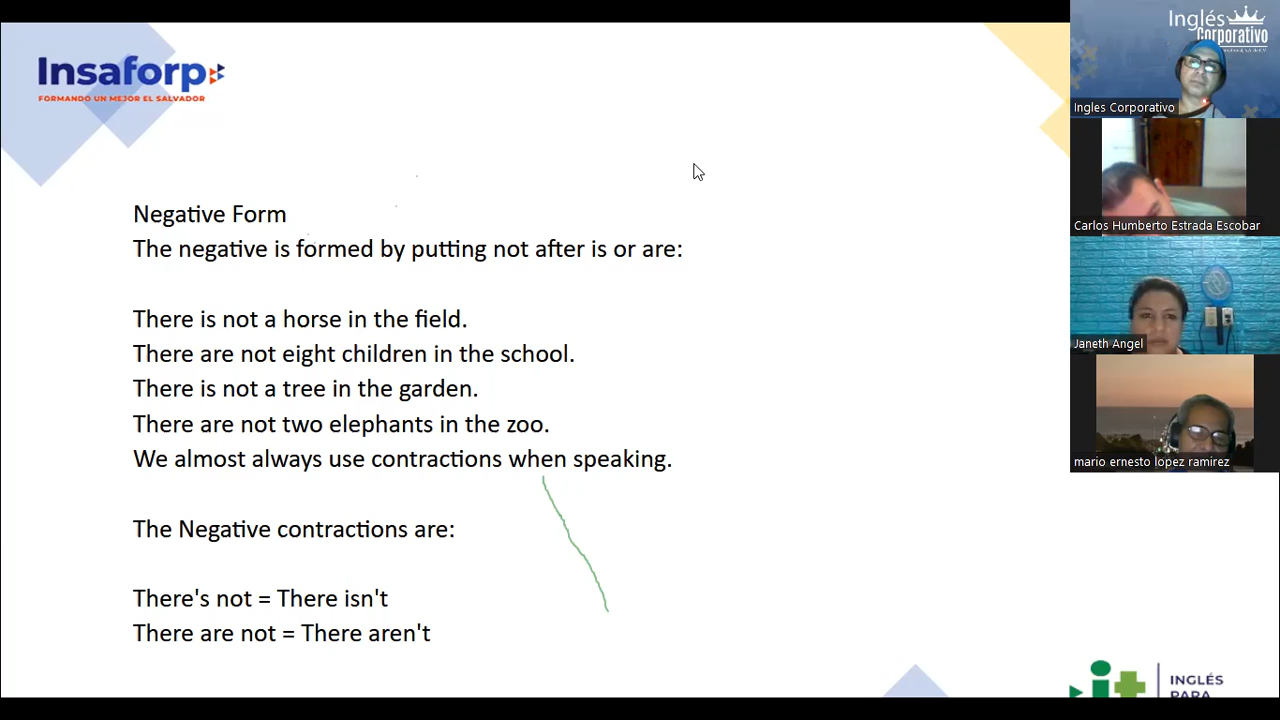 Insaforp
FORMANDO UN MEJOR EL SALVADOR
Negative Form
The negative is formed by putting not after is or are:
There is not a horse in the field.
There are not eight children in the school.
There is not a tree in the garden.
There are not two elephants in the zoo.
We almost always use contractions when speaking.
The Negative contractions are:
There's not = There isn't
There are not = There aren't
Inglés
Corporativo
Ingles Corporativo
Carlos Humberto Estrada Escobar
Janeth Angel
mario ernesto lopez ramirez
it
INGLÉS
PARA